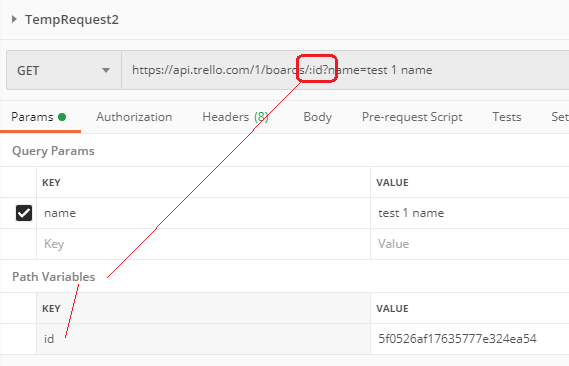 TempRequest2
GET https://api.trello.com/1/boards/:id?name=test 1 name
Params Authorization Headers (8) Body Pre-request Script Tests Set
Query Params
KEY VALUE
name test 1 name
Key Value
Path Variables
KEY VALUE
id 5f0526af17635777e324ea54